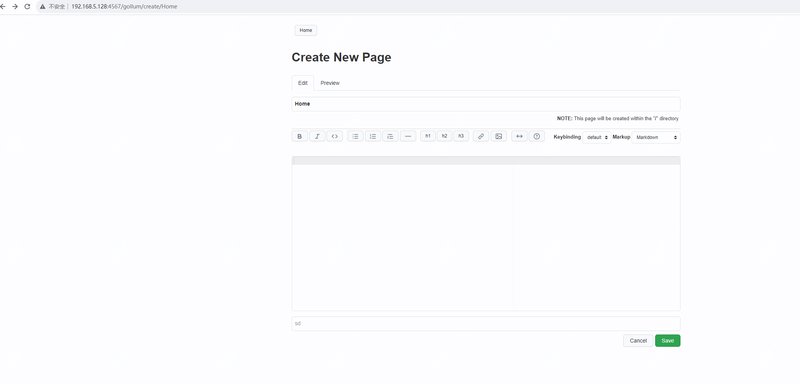 不安全 192.168.5.128:4567/gollum/create/Home
Home
Create New Page
Edit Preview
Home
NOTE: This page will be created within the "/" directory
B I <> h1 h2 h3 Keybinding default Markup Markdown
Cancel Save